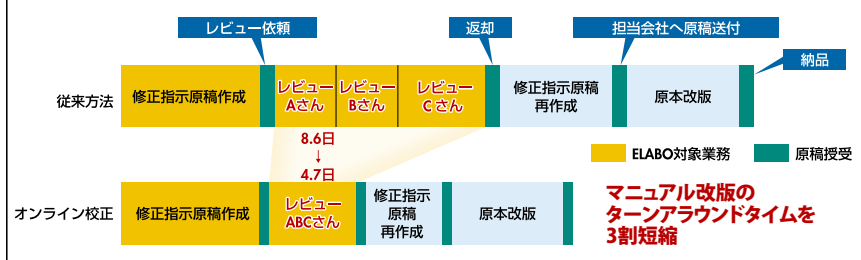 レビュー依頼
返却
担当会社へ原稿送付
納品
従来方法
修正指示原稿作成
レビュー
Aさん
レビュー
Bさん
レビュー
Cさん
修正指示原稿
再作成
原本改版
8.6日
↓
4.7日
ELABO対象業務
原稿授受
オンライン校正
修正指示原稿作成
レビュー
ABCさん
修正指示
原稿
再作成
原本改版
マニュアル改版の
ターンアラウンドタイムを
3割短縮